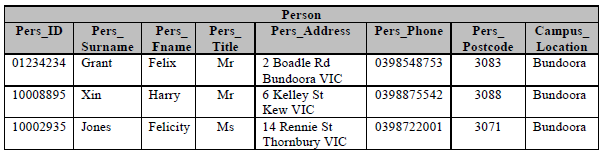 Person
Pers_ID Pers_ Surname Pers_ Fname Pers_ Title Pers_Address Pers_Phone Pers_ Postcode Campus_ Location
01234234 Grant Felix Mr 2 Boadle Rd 0398548753 3083 Bundoora
Bundoora VIC
10008895 Xin Harry Mr 6 Kelley St 0398875542 3088 Bundoora
Kew VIC
10002935 Jones Felicity Ms 14 Rennie St 0398722001 3071 Bundoora
Thornbury VIC